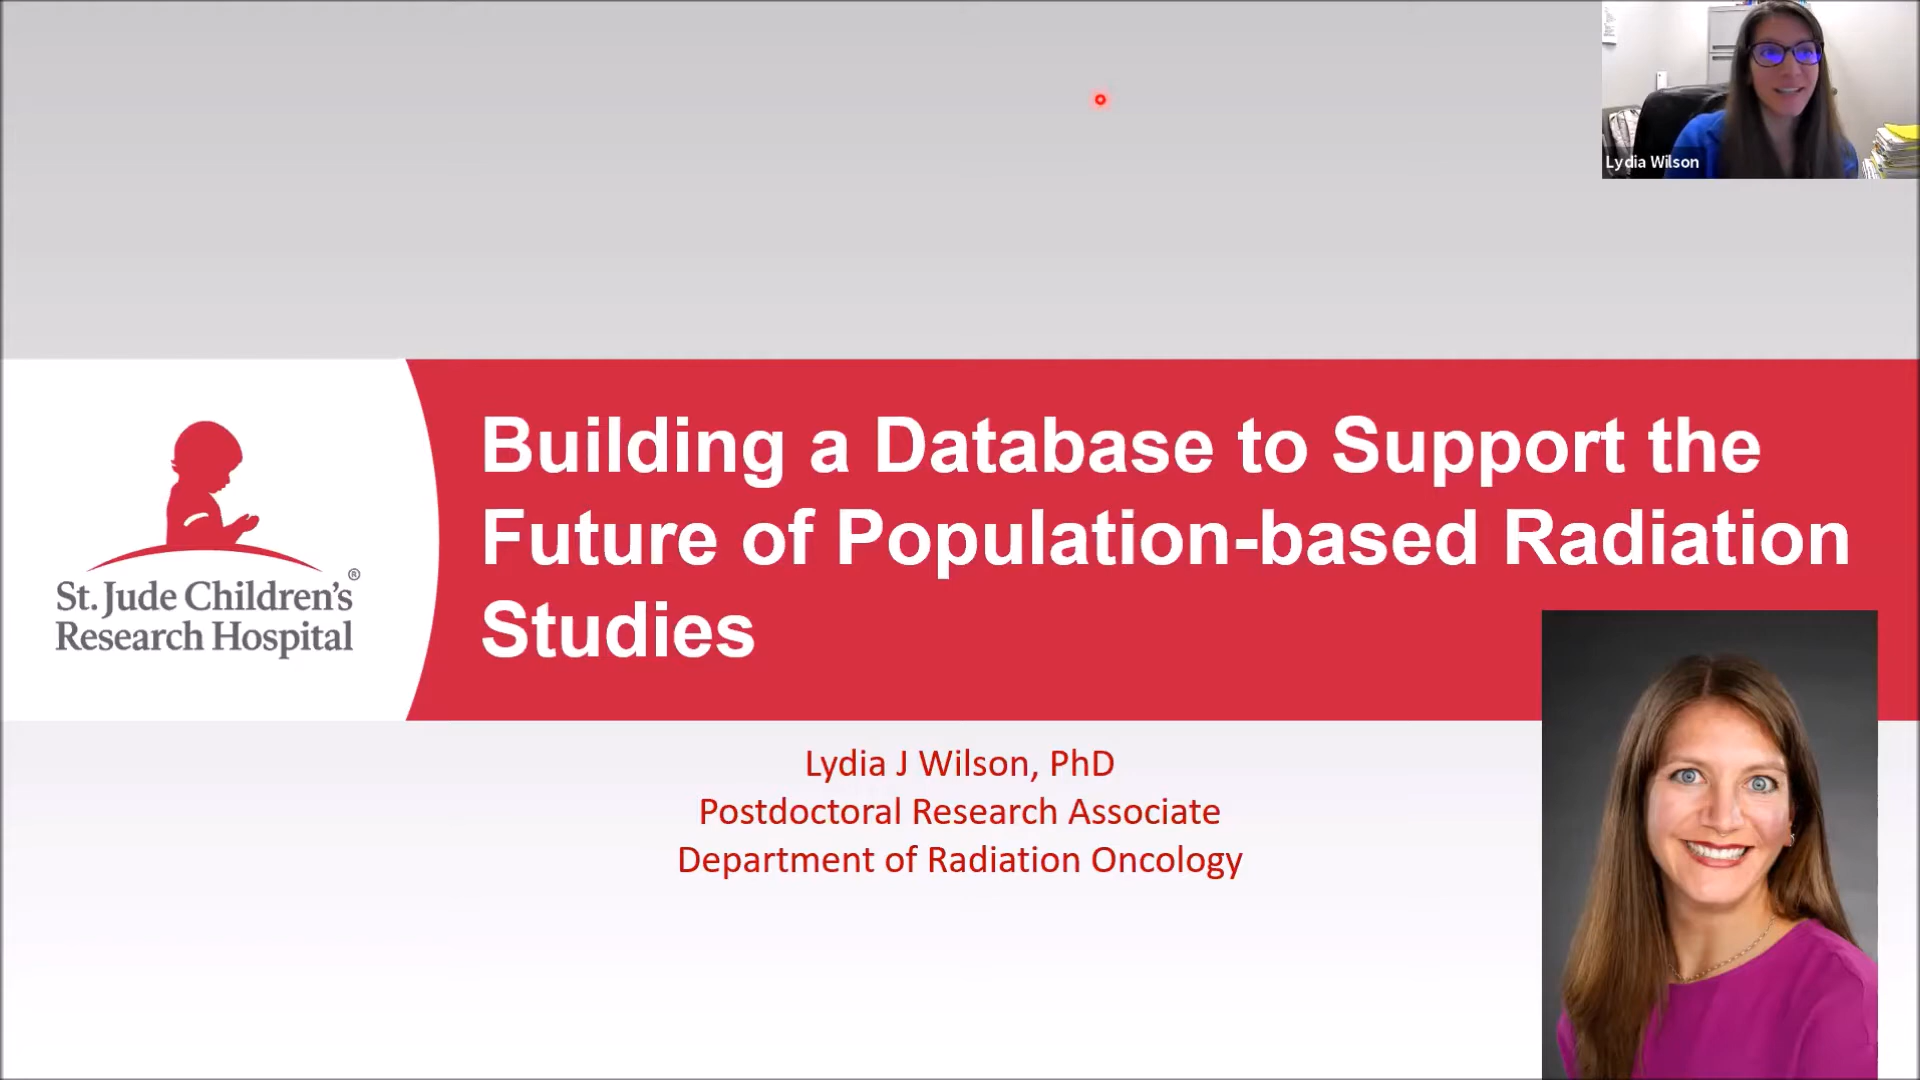 Lydia Wilson
Building a Database to Support the
Future of Population-based Radiation
Studies
St. Jude Children's®
Research Hospital
Lydia J Wilson, PhD
Postdoctoral Research Associate
Department of Radiation Oncology